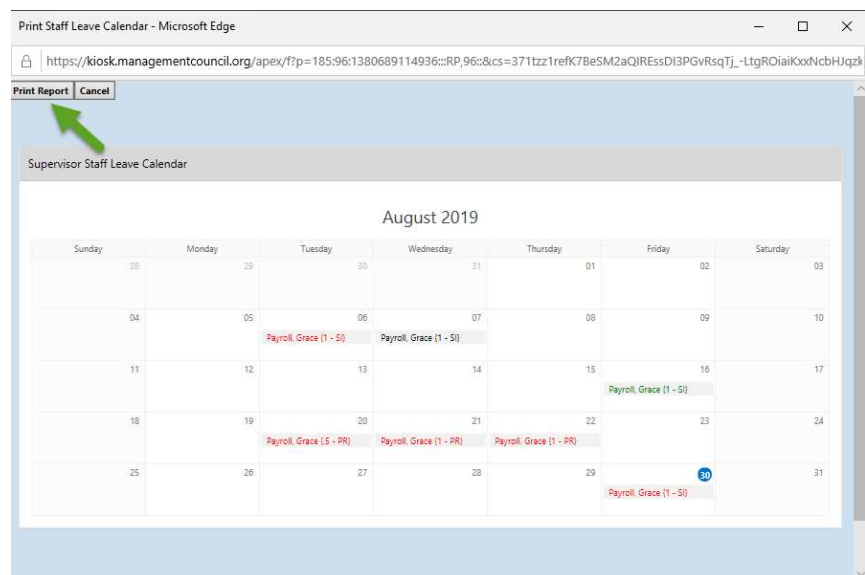 Print Staff Leave Calendar - Microsoft Edge
https://kiosk.managementcouncil.org/apex/f?p=185:96:1380689114936:::RP,96::&cs=371tzz1refK7BeSM2aQIREssDI3PGvRsqTj_-LtgROiaiKxxNcbHJqzk
Print Report Cancel
Supervisor Staff Leave Calendar
August 2019
Sunday Monday Tuesday Wednesday Thursday Friday Saturday
28 29 30 31 01 02 03
04 05 06 07 08 09 10
Payroll, Grace (1 - SI) Payroll, Grace (1 - SI)
11 12 13 14 15 16 17
Payroll, Grace (1 - SI)
18 19 20 21 22 23 24
Payroll, Grace (.5 - PR) Payroll, Grace (1 - PR) Payroll, Grace (1 - PR)
25 26 27 28 29 30 31
Payroll, Grace (1 - SI)